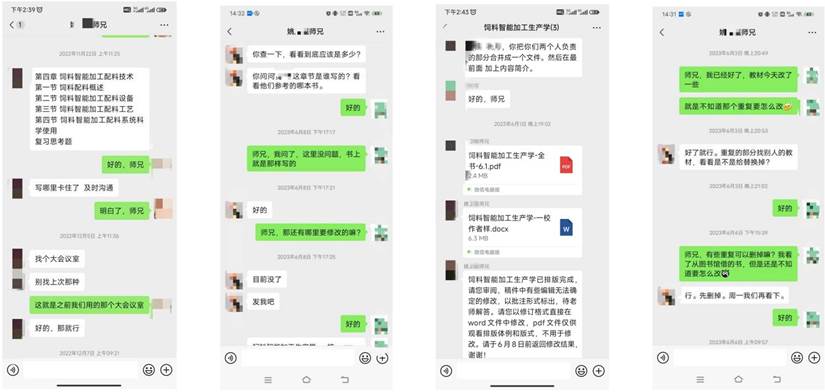 下午2:39
师兄
2022年11月22日 上午11:25
第四章 饲料智能加工配料技术
第一节 饲料配料概述
第二节 饲料智能加工配料设备
第三节 饲料智能加工配料工艺
第四节 饲料智能加工配料系统科
学使用
复习思考题
好的、师兄
写哪里卡住了 及时沟通
明白了，师兄
2022年12月5日 上午11:36
找个大会议室
别找上次那种
这就是之前我们用的那个大会议室
好的、那就行
2022年12月7日 上午09:21
14:32
姚
师兄
你查一下，看看到底应该是多少？
你问问
这章节是谁写的？看
看他们参考的哪本书。
好的
2023年6月8日 下午17:17
师兄，我问了，这里没问题，书上
就是那样写的
2023年6月8日 下午17:21
好的
师兄，那还有哪里要修改的嘛?
2023年6月8日 下午17:25
目前没了
发我吧
好的
下午2:43
饲料智能加工生产学(3)
你把你们两个人负责
的部分合并成一个文件。然后在最
前面 加上内容简介。
好的，师兄
2023年6月1日 晚上19:02
饲料智能加工生产学-全
书-6.1.pdf
2.4 MB
PDF
微信电脑版
饲料智能加工生产学-一校
作者样.docx
6.3 MB
W
微信电脑版
饲料智能加工生产学已排版完成，
请您审阅，稿件中有些编辑无法确
定的修改，以批注形式标出，待老
师解答。请您以修订格式直接在
word 文件中修改，pdf 文件仅供
观看排版体例和版式，不用于修
改。请于 6 月 8 日前返回修改结果，
谢谢！
14:31
师兄
2023年6月3日 晚上20:49
师兄，我已经好了，教材今天改了
一些
就是不知道那个重复要怎么改
2023年6月3日 晚上20:53
好了就行。重复的部分找别人的教
材，看看是不是给替换掉？
2023年6月3日 晚上21:02
好的
2023年6月4日 下午15:39
师兄，有些重复可以删掉嘛？我看
了从图书馆借的书，但是还是不知
道要怎么改
行。先删掉。周一我们再看下。
好的
2023年6月6日 上午09:57